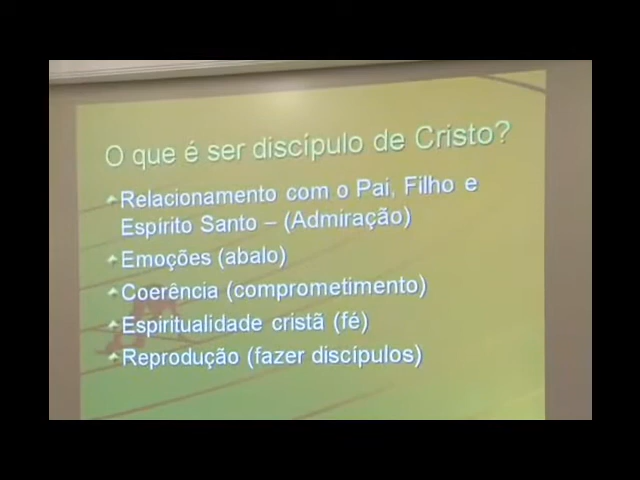 O que é ser discípulo de Cristo?
Relacionamento com o Pai, Filho e
Espírito Santo – (Admiração)
Emoções (abalo)
Coerência (comprometimento)
Espiritualidade cristã (fé)
Reprodução (fazer discípulos)